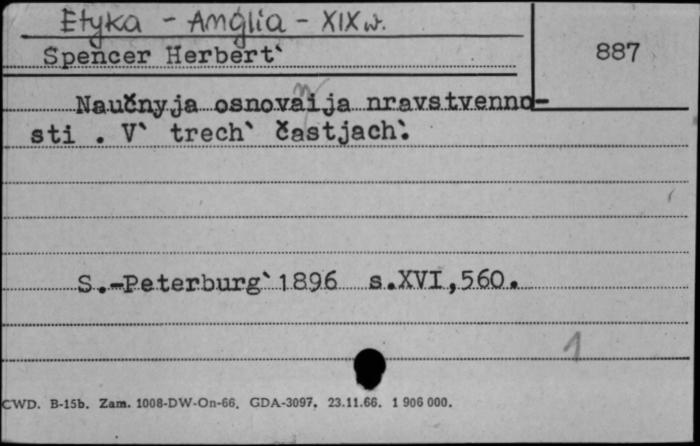 Etyka - Anglia - XIX w.
Spencer Herbert`
887
Naučnyja osnovanija nravstvenno-
sti . V` trech` častjach`.
S.-Peterburg` 1896 s.XVI,560.
1
CWD. B-15b. Zam. 1008-DW-On-66. GDA-3097. 23.11.66. 1 906 000.